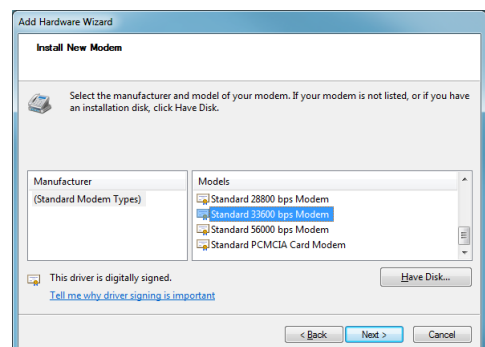 Add Hardware Wizard
Install New Modem
Select the manufacturer and model of your modem. If your modem is not listed, or if you have
an installation disk, click Have Disk.
Manufacturer
(Standard Modem Types)
Models
Standard 28800 bps Modem
Standard 33600 bps Modem
Standard 56000 bps Modem
Standard PCMCIA Card Modem
This driver is digitally signed.
Tell me why driver signing is important
Have Disk...
< Back
Next >
Cancel